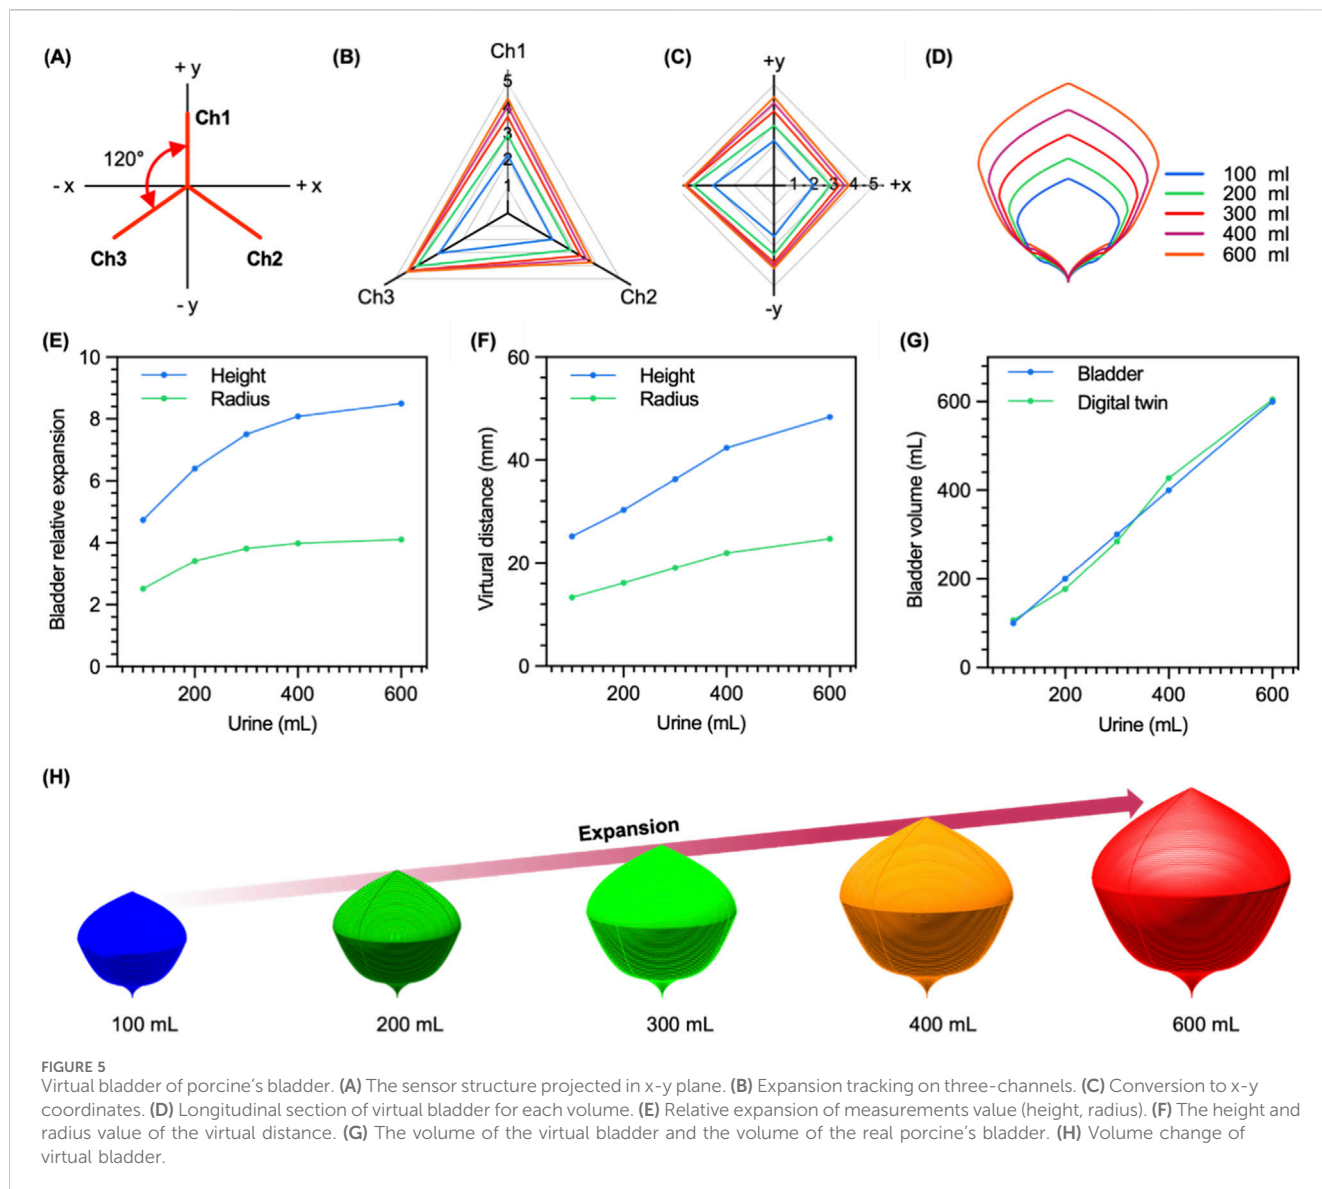 (A)
+ y
Ch1
120°
- x
+ x
Ch3
Ch2
- y
(B)
Ch1
5
4
3
2
1
Ch3
Ch2
(C)
+y
1 2 3 4 5
+x
-y
(D)
100 ml
200 ml
300 ml
400 ml
600 ml
(E)
Height
Radius
Bladder relative expansion
10
8
6
4
2
0
200 400 600
Urine (mL)
(F)
Height
Radius
Virtural distance (mm)
60
40
20
0
200 400 600
Urine (mL)
(G)
Bladder
Digital twin
Bladder volume (mL)
600
400
200
0
200 400 600
Urine (mL)
(H)
Expansion
100 mL
200 mL
300 mL
400 mL
600 mL
FIGURE 5
Virtual bladder of porcine's bladder. (A) The sensor structure projected in x-y plane. (B) Expansion tracking on three-channels. (C) Conversion to x-y
coordinates. (D) Longitudinal section of virtual bladder for each volume. (E) Relative expansion of measurements value (height, radius). (F) The height and
radius value of the virtual distance. (G) The volume of the virtual bladder and the volume of the real porcine's bladder. (H) Volume change of
virtual bladder.